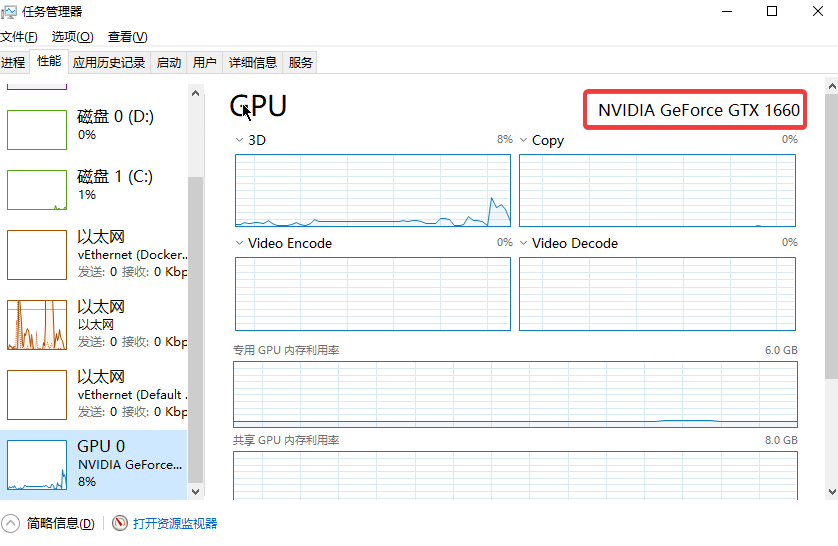 任务管理器
文件(F) 选项(O) 查看(V)
进程 性能 应用历史记录 启动 用户 详细信息 服务
磁盘 0 (D:)
0%
磁盘 1 (C:)
1%
以太网
vEthernet (Docker...
发送: 0 接收: 0 Kbp
以太网
以太网
发送: 0 接收: 0 Kbp
以太网
vEthernet (Default ...
发送: 0 接收: 0 Kbp
GPU 0
NVIDIA GeForce...
8%
GPU
NVIDIA GeForce GTX 1660
3D 8%
Copy 0%
Video Encode 0%
Video Decode 0%
专用 GPU 内存利用率 6.0 GB
共享 GPU 内存利用率 8.0 GB
简略信息(D)
打开资源监视器